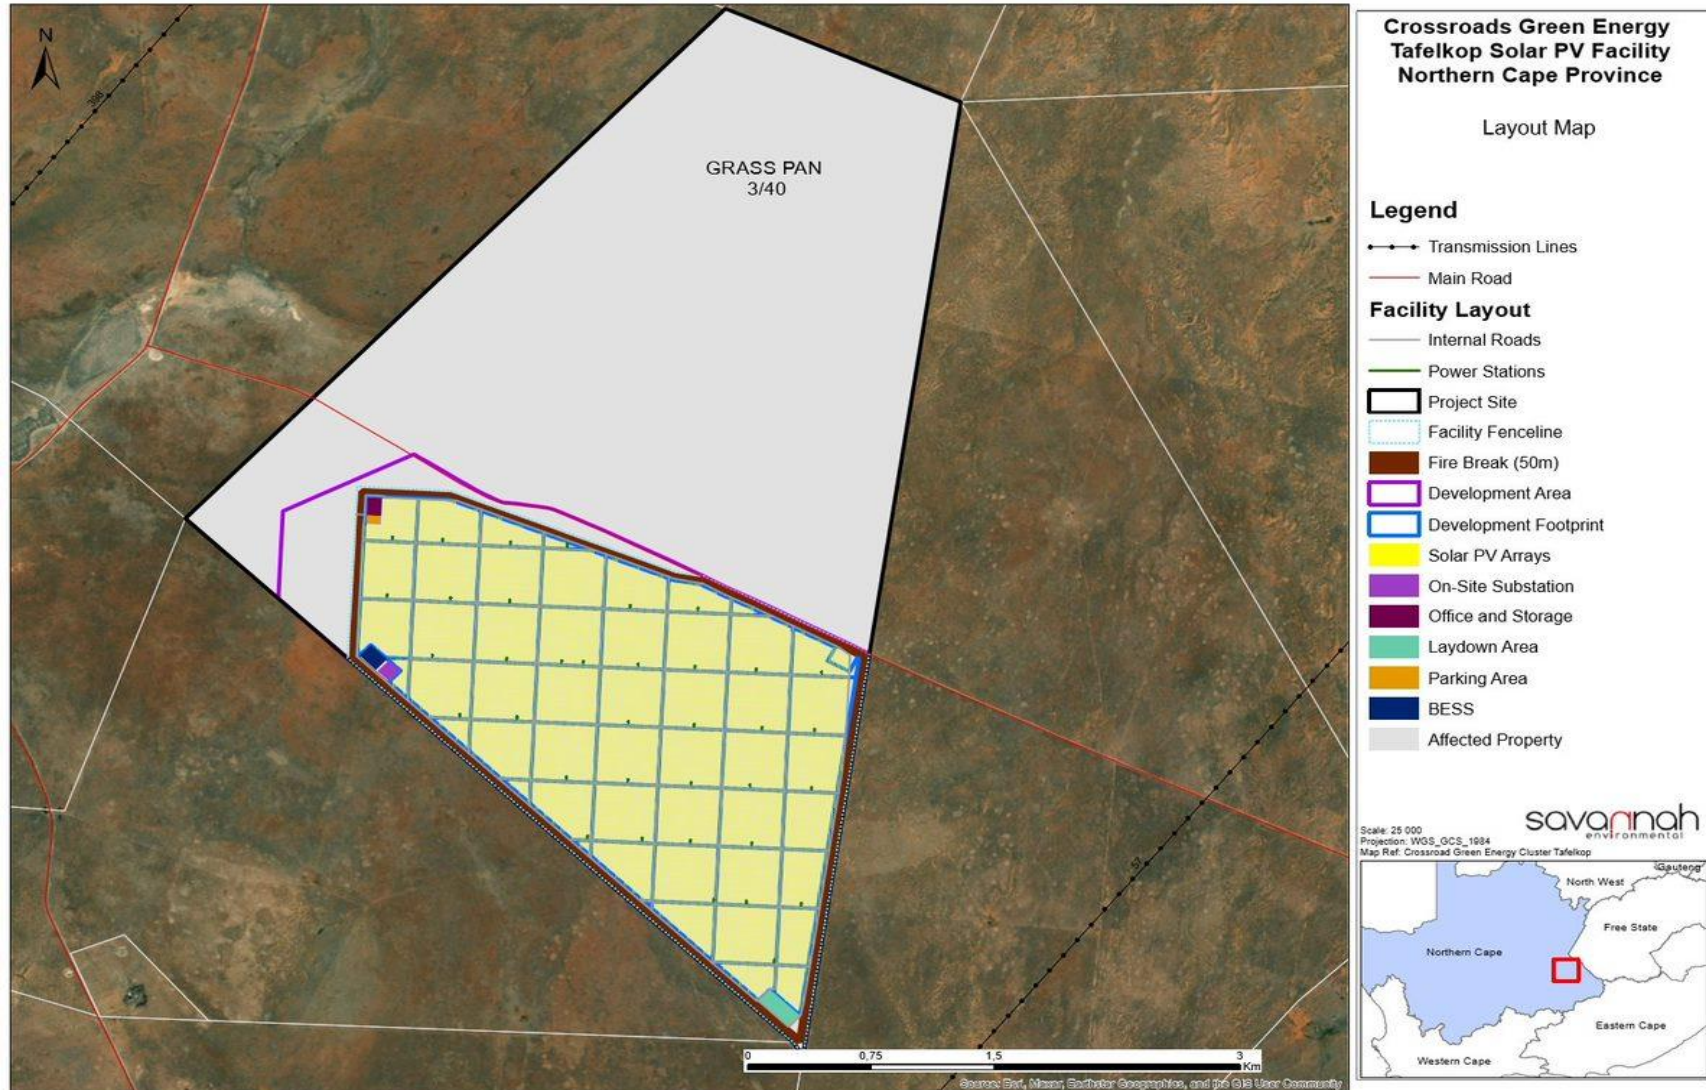 N
398
GRASS PAN
3/40
57
0
0,75
1,5
3
Km
Source: Esri, Maxar, Earthstar Geographics, and the GIS User Community
Crossroads Green Energy
Tafelkop Solar PV Facility
Northern Cape Province
Layout Map
Legend
Transmission Lines
Main Road
Facility Layout
Internal Roads
Power Stations
Project Site
Facility Fenceline
Fire Break (50m)
Development Area
Development Footprint
Solar PV Arrays
On-Site Substation
Office and Storage
Laydown Area
Parking Area
BESS
Affected Property
savannah
environmental
Scale: 25 000
Projection: WGS_GCS_1984
Map Ref: Crossroad Green Energy Cluster Tafelkop
Gauteng
North West
Free State
Northern Cape
Eastern Cape
Western Cape